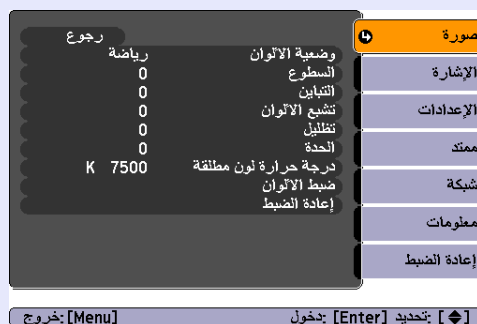 صورة
الإشارة
الإعدادات
ممتد
شبكة
معلومات
إعادة الضبط
رجوع
وضعية الألوان رياضة
السطوع 0
التباين 0
تشبع الألوان 0
تظليل 0
الحدة 0
درجة حرارة لون مطلقة 7500 K
ضبط الألوان
إعادة الضبط
[ ] :تحديد [Enter] :دخول [Menu] :خروج